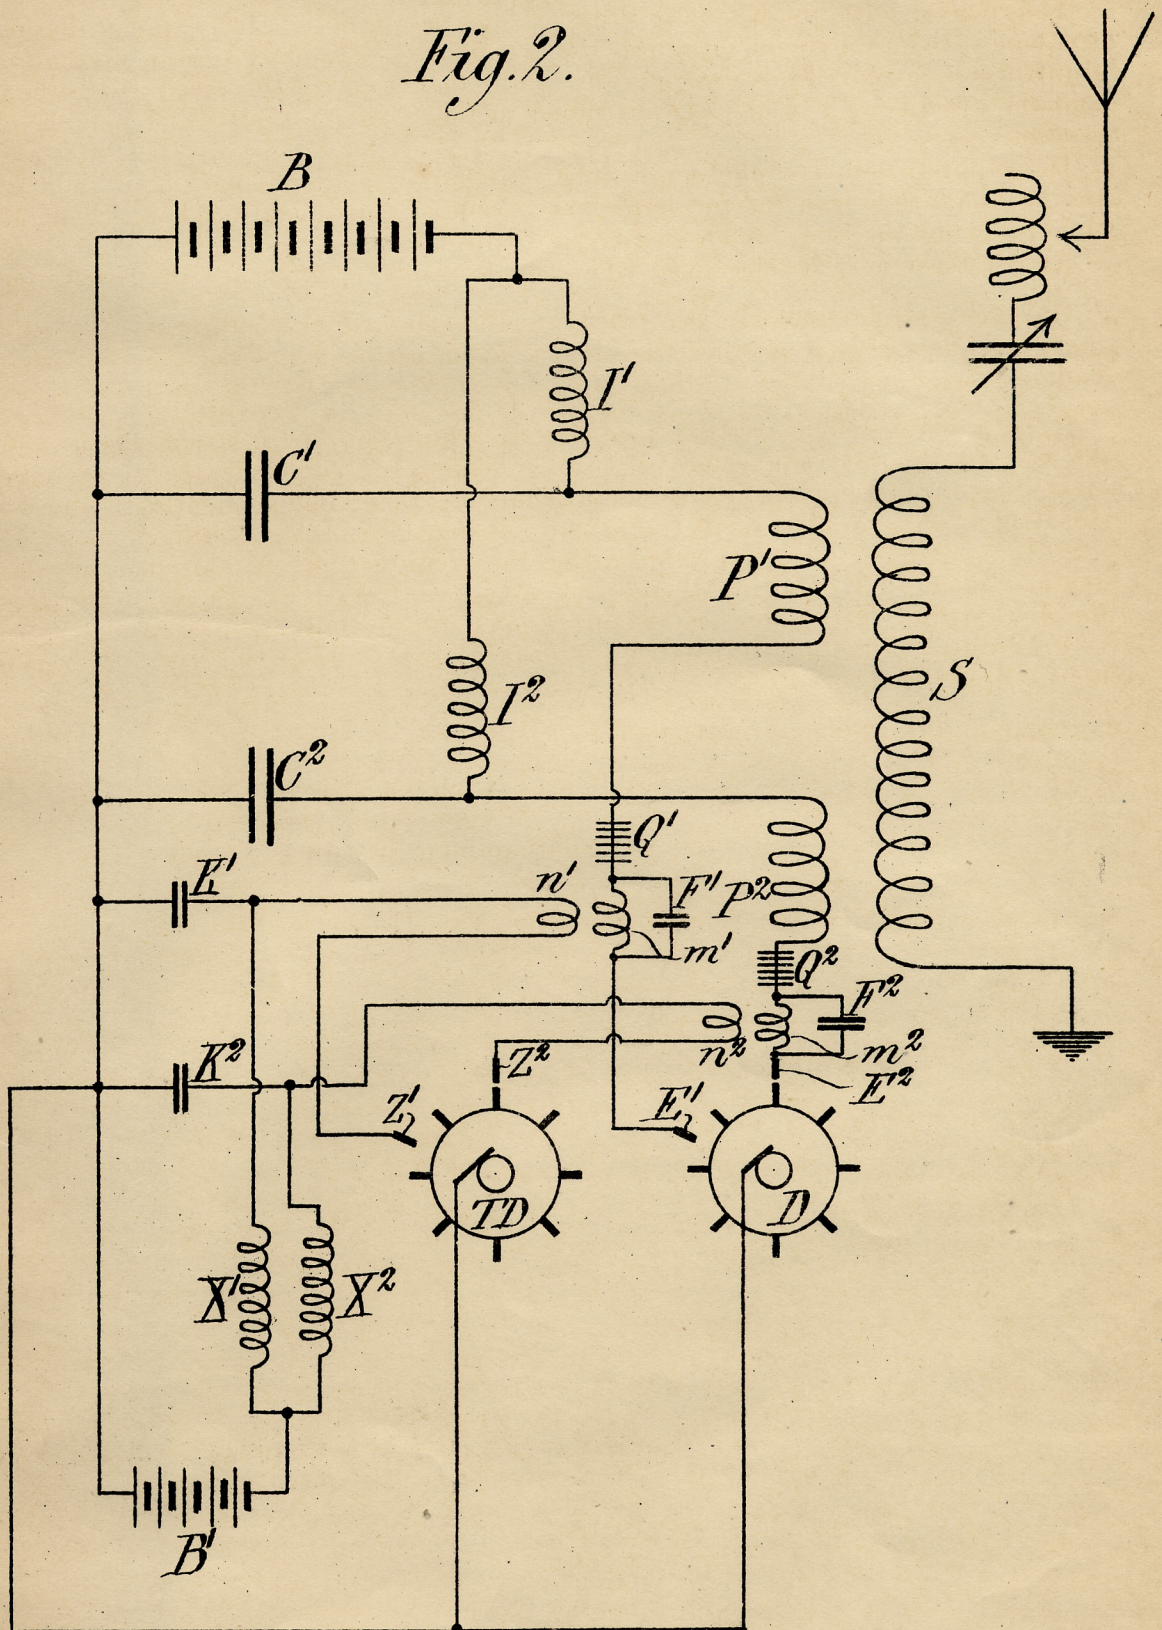 Fig. 2.
B
I'
C'
P'
S
I²
C²
Q'
E'
n'
F'
P²
m'
Q²
F²
K²
Z²
n²
m²
E²
Z'
E'
TD
D
X'
X²
B'